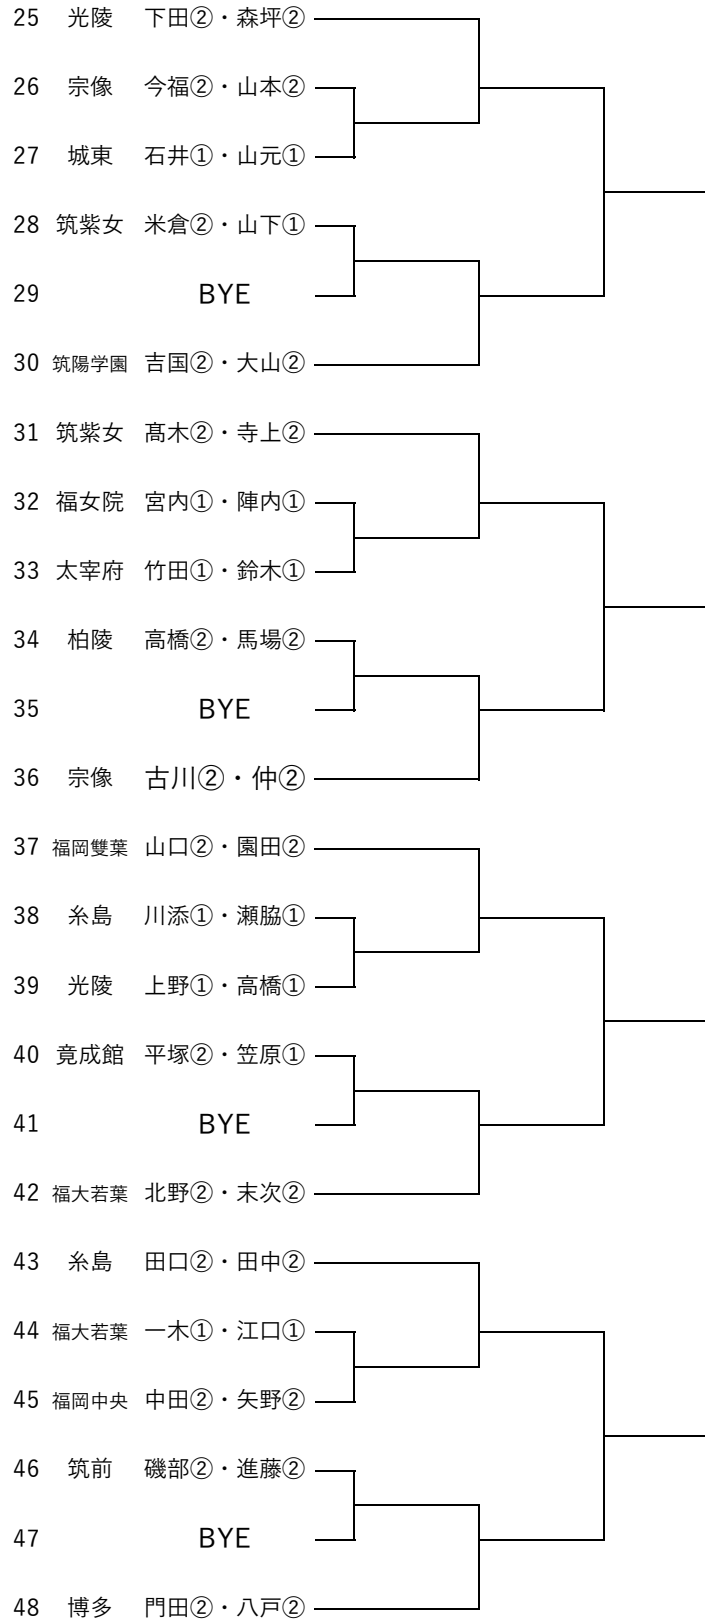 25 光陵 下田②・森坪②
26 宗像 今福②・山本②
27 城東 石井①・山元①
28 筑紫女 米倉②・山下①
29 BYE
30 筑陽学園 吉国②・大山②
31 筑紫女 髙木②・寺上②
32 福女院 宮内①・陣内①
33 太宰府 竹田①・鈴木①
34 柏陵 高橋②・馬場②
35 BYE
36 宗像 古川②・仲②
37 福岡雙葉 山口②・園田②
38 糸島 川添①・瀬脇①
39 光陵 上野①・高橋①
40 竟成館 平塚②・笠原①
41 BYE
42 福大若葉 北野②・末次②
43 糸島 田口②・田中②
44 福大若葉 一木①・江口①
45 福岡中央 中田②・矢野②
46 筑前 磯部②・進藤②
47 BYE
48 博多 門田②・八戸②